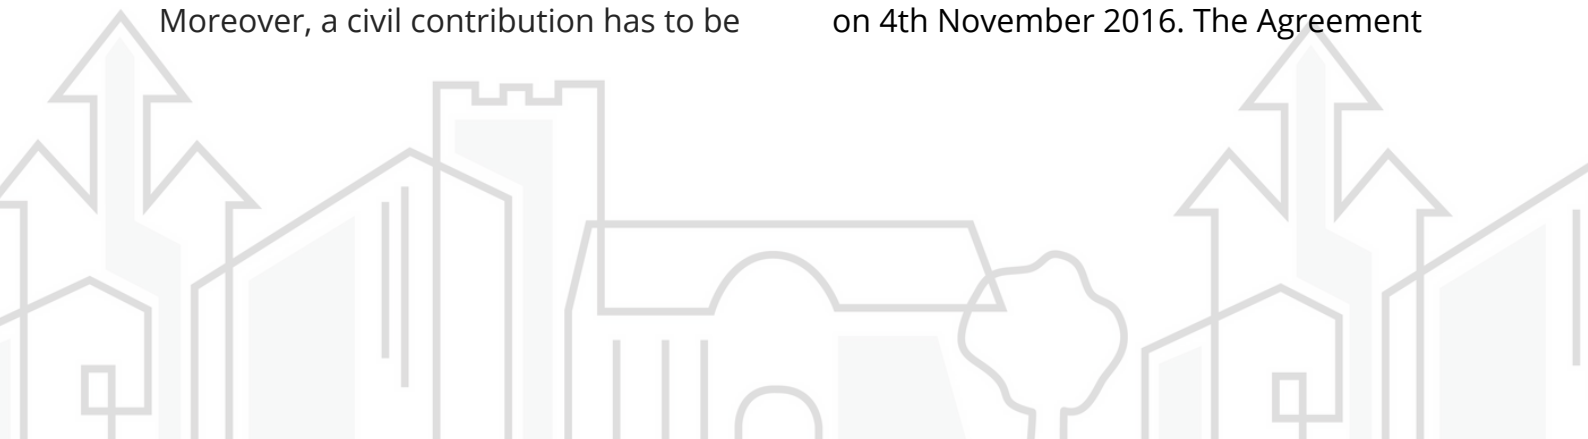 Moreover, a civil contribution has to be
on 4th November 2016. The Agreement